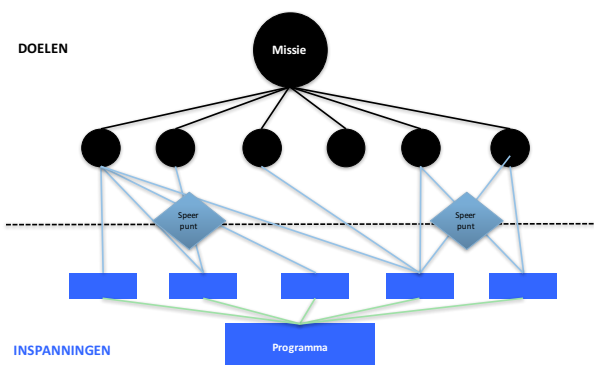 DOELEN
Missie
Speer
punt
Speer
punt
INSPANNINGEN
Programma